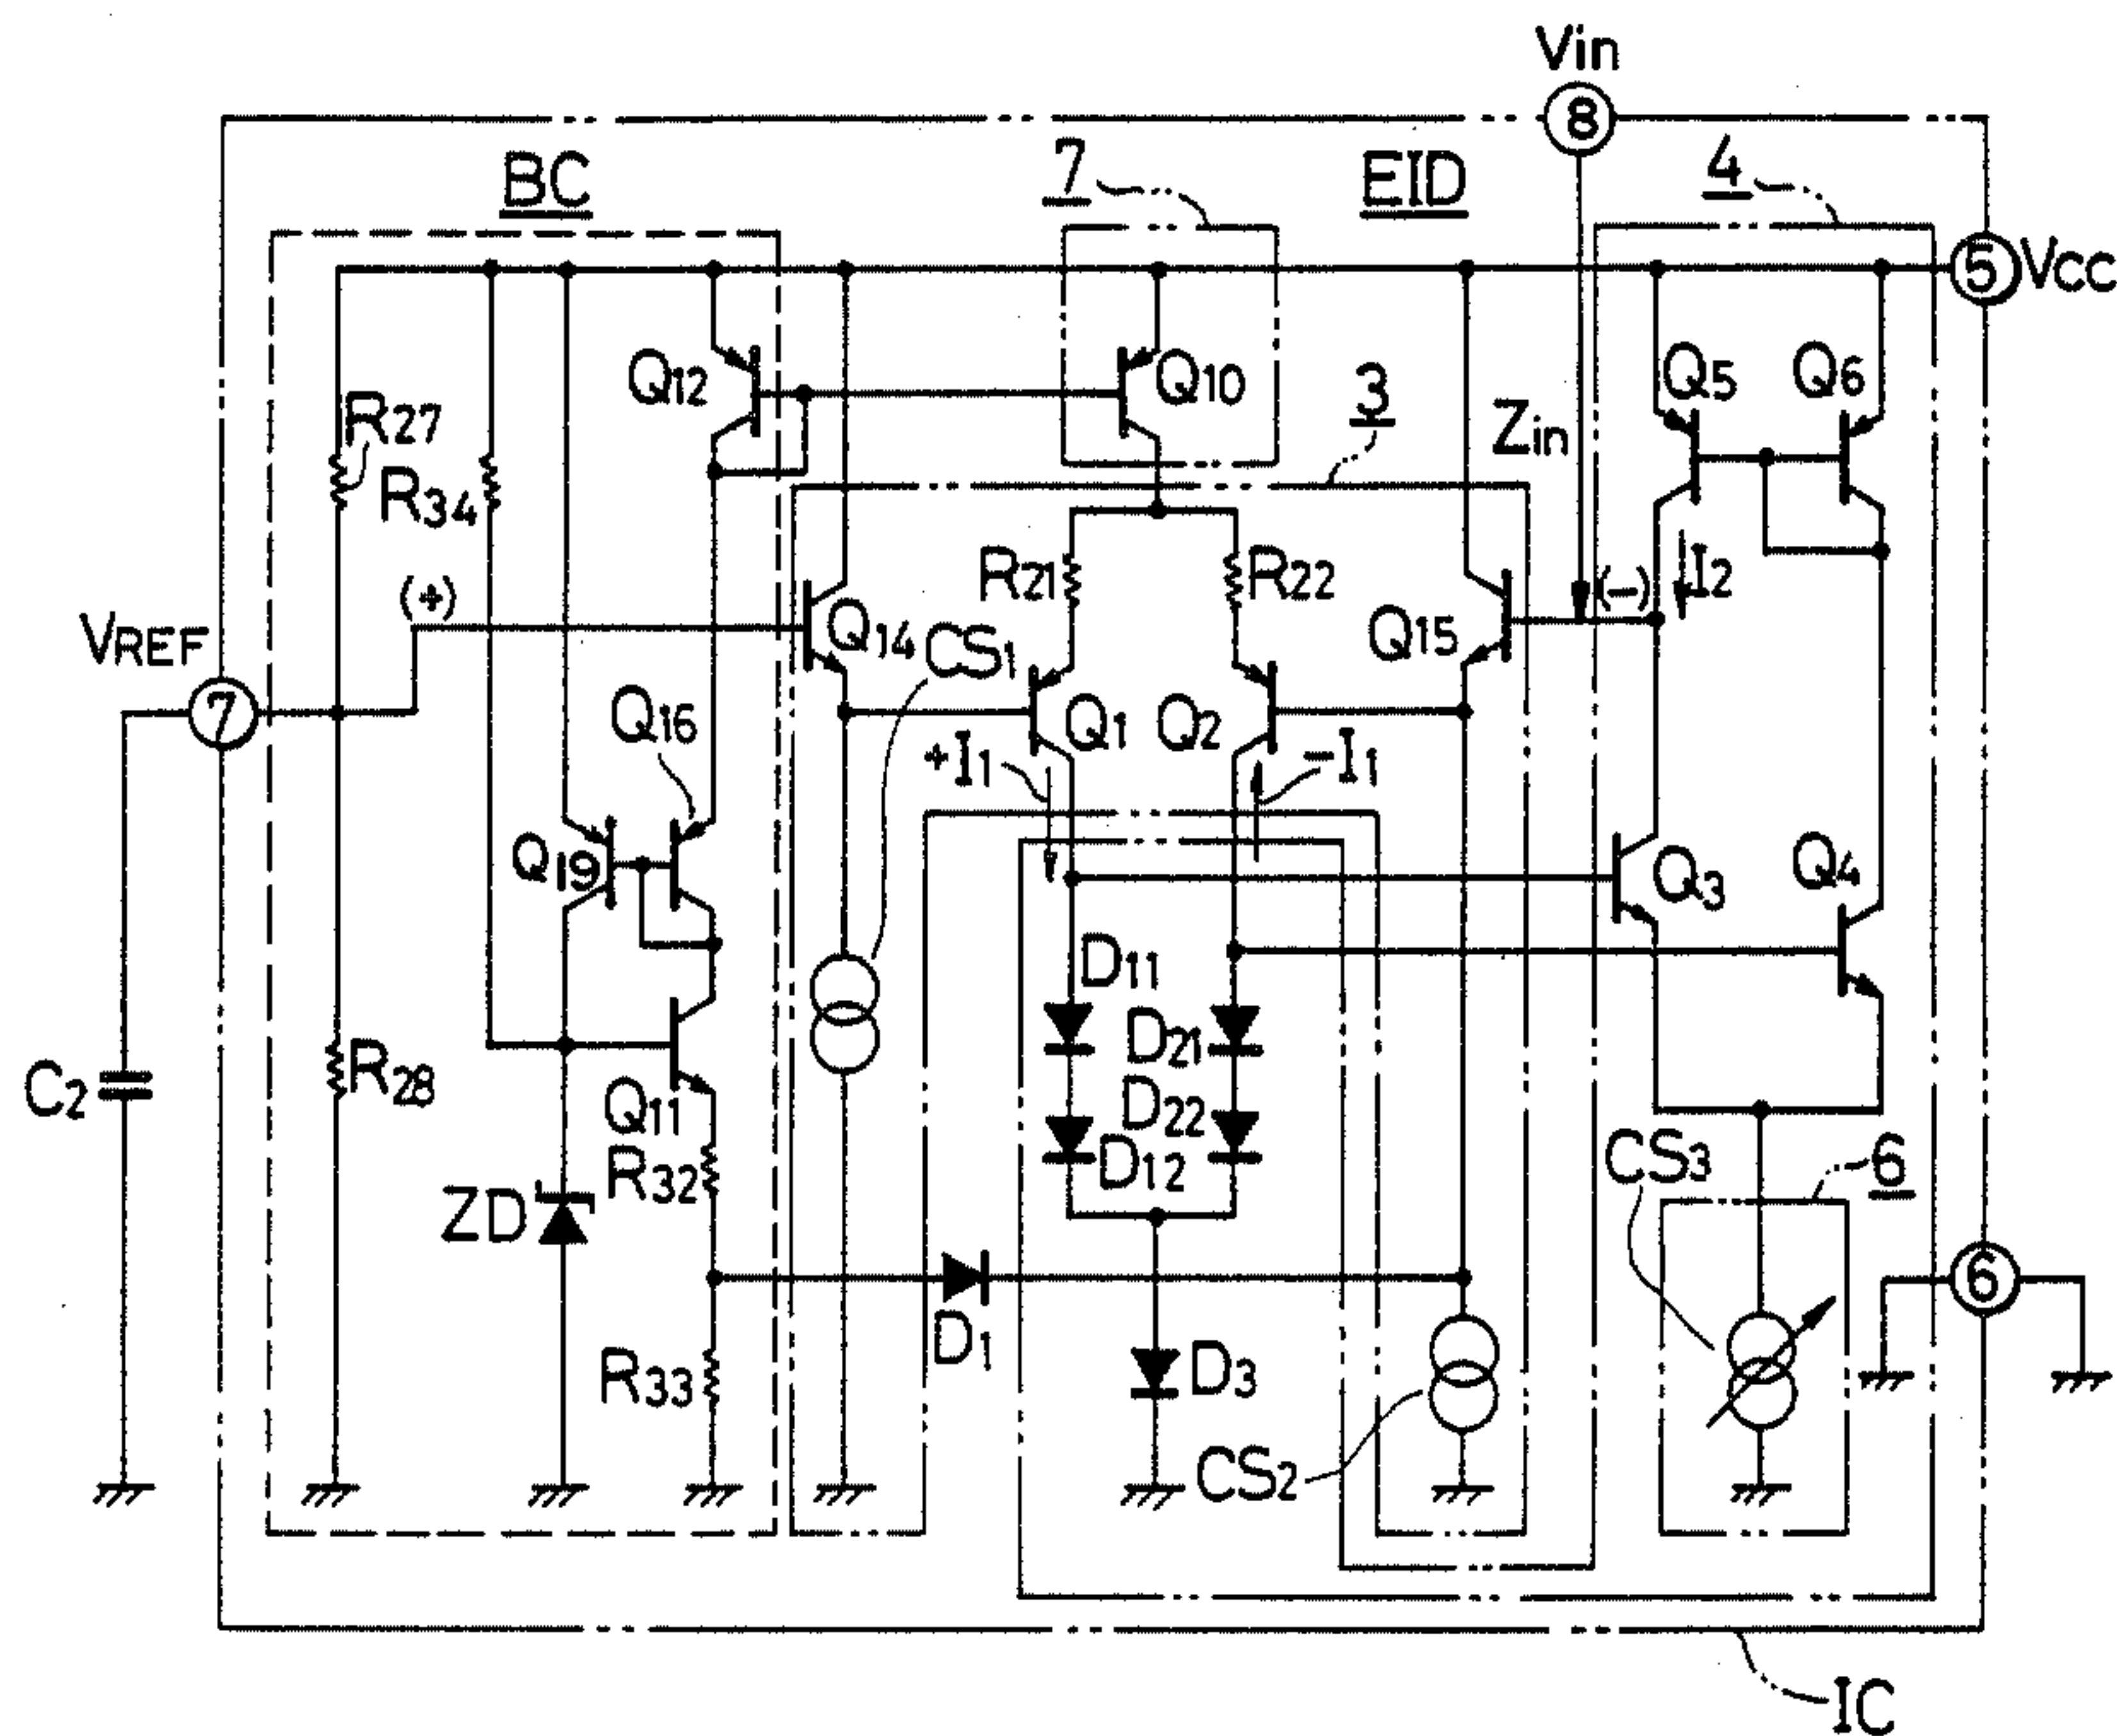 Vin
8
BC
7
EID
4
5 VCC
Q12
Q10
Q5
Q6
R27
3
Zin
R34
(+)
R21
R22
(-)
I2
VREF
Q14
CS1
Q15
7
Q16
Q1
Q2
+I1
-I1
Q19
Q3
Q4
D11
D21
C2
R28
Q11
D22
D12
R32
CS3
6
ZD
6
D1
R33
D3
CS2
IC